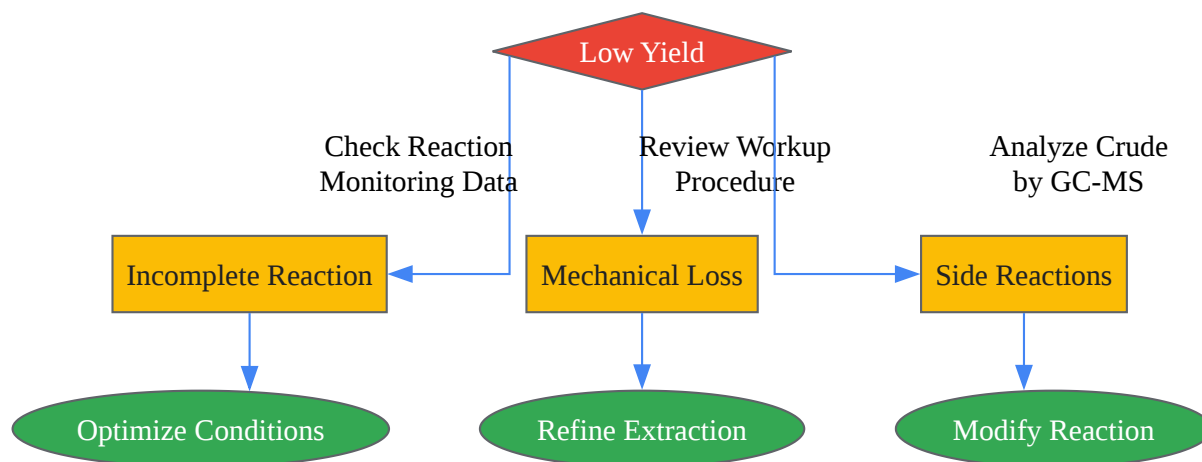 Low Yield
Check Reaction
Monitoring Data
Review Workup
Procedure
Analyze Crude
by GC-MS
Incomplete Reaction
Mechanical Loss
Side Reactions
Optimize Conditions
Refine Extraction
Modify Reaction